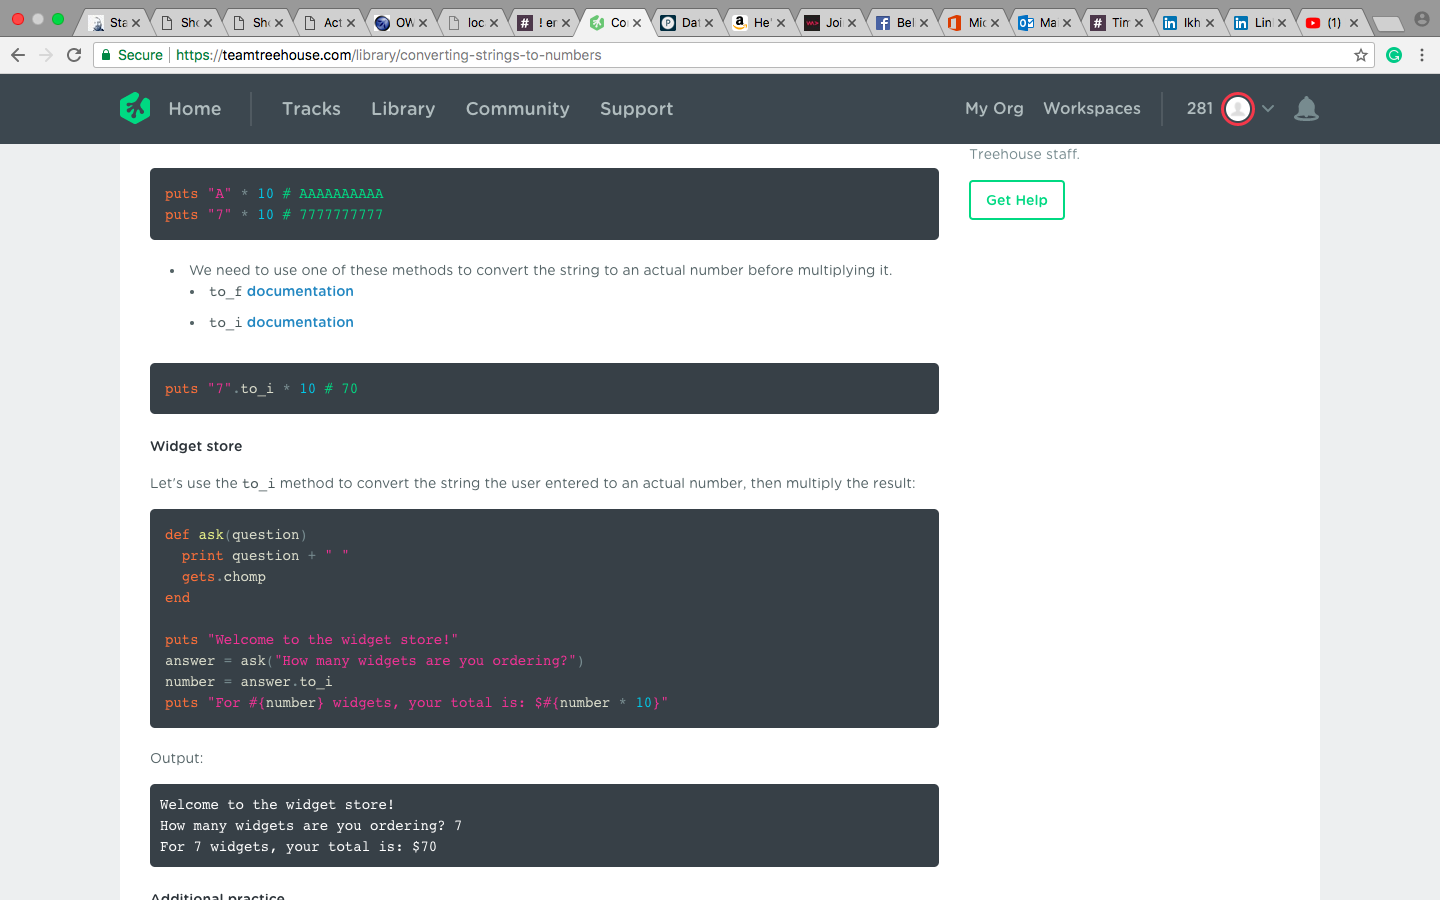 Sta
Sho
Sho
Act
OW
loc
! er
Co
Dat
He
Joi
Bel
Mic
Ma
Tim
Ikh
Lin
(1)
Secure https://teamtreehouse.com/library/converting-strings-to-numbers
Home Tracks Library Community Support My Org Workspaces 281
Treehouse staff.
Get Help
puts "A" * 10 # AAAAAAAAAA
puts "7" * 10 # 7777777777
• We need to use one of these methods to convert the string to an actual number before multiplying it.
• to_f documentation
• to_i documentation
puts "7".to_i * 10 # 70
Widget store
Let's use the to_i method to convert the string the user entered to an actual number, then multiply the result:
def ask(question)
  print question + " "
  gets.chomp
end
puts "Welcome to the widget store!"
answer = ask("How many widgets are you ordering?")
number = answer.to_i
puts "For #{number} widgets, your total is: $#{number * 10}"
Output:
Welcome to the widget store!
How many widgets are you ordering? 7
For 7 widgets, your total is: $70
Additional practice